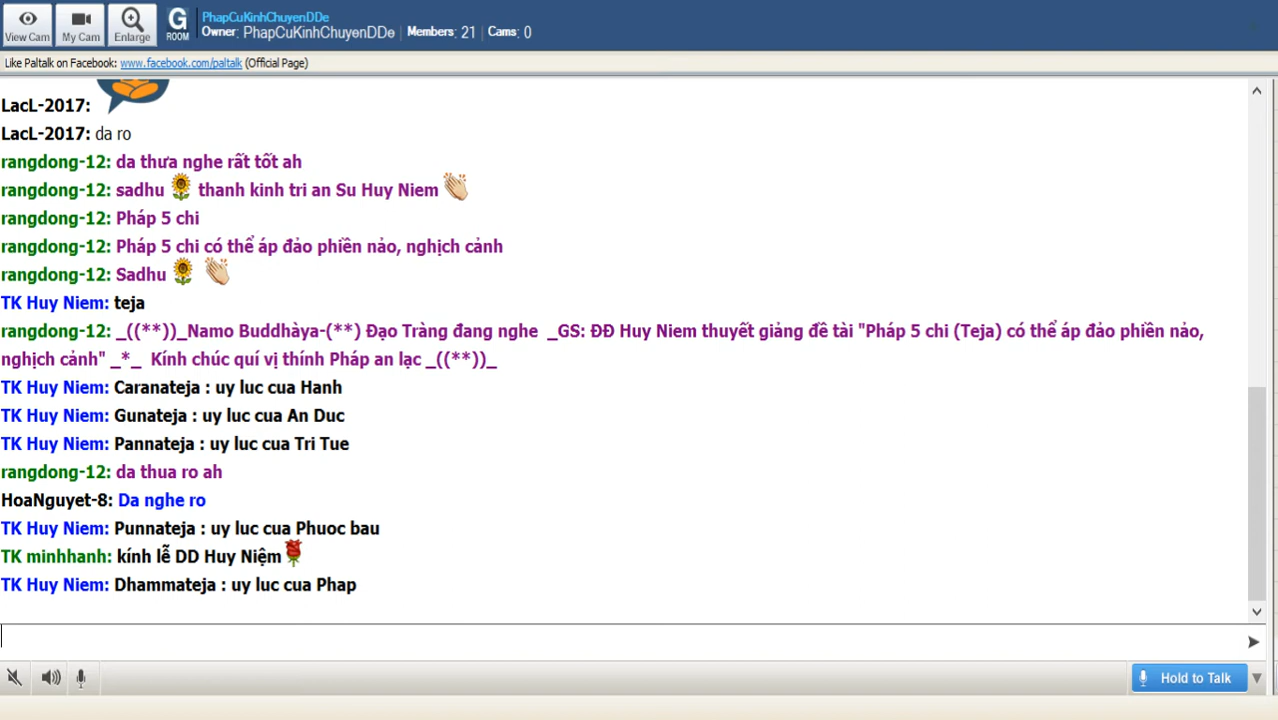 View Cam
My Cam
Enlarge
G
ROOM
PhapCuKinhChuyenDDe
Owner: PhapCuKinhChuyenDDe | Members: 21 | Cams: 0
Like Paltalk on Facebook: www.facebook.com/paltalk (Official Page)
LacL-2017:
LacL-2017: da ro
rangdong-12: da thưa nghe rất tốt ah
rangdong-12: sadhu thanh kinh tri an Su Huy Niem
rangdong-12: Pháp 5 chi
rangdong-12: Pháp 5 chi có thể áp đảo phiền nảo, nghịch cảnh
rangdong-12: Sadhu
TK Huy Niem: teja
rangdong-12: _((**))_Namo Buddhàya-(**) Đạo Tràng đang nghe _GS: ĐĐ Huy Niem thuyết giảng đề tài "Pháp 5 chi (Teja) có thể áp đảo phiền nảo,
nghịch cảnh" _*_ Kính chúc quí vị thính Pháp an lạc _((**))_
TK Huy Niem: Caranateja : uy luc cua Hanh
TK Huy Niem: Gunateja : uy luc cua An Duc
TK Huy Niem: Pannateja : uy luc cua Tri Tue
rangdong-12: da thua ro ah
HoaNguyet-8: Da nghe ro
TK Huy Niem: Punnateja : uy luc cua Phuoc bau
TK minhhanh: kính lễ DD Huy Niệm
TK Huy Niem: Dhammateja : uy luc cua Phap
Hold to Talk